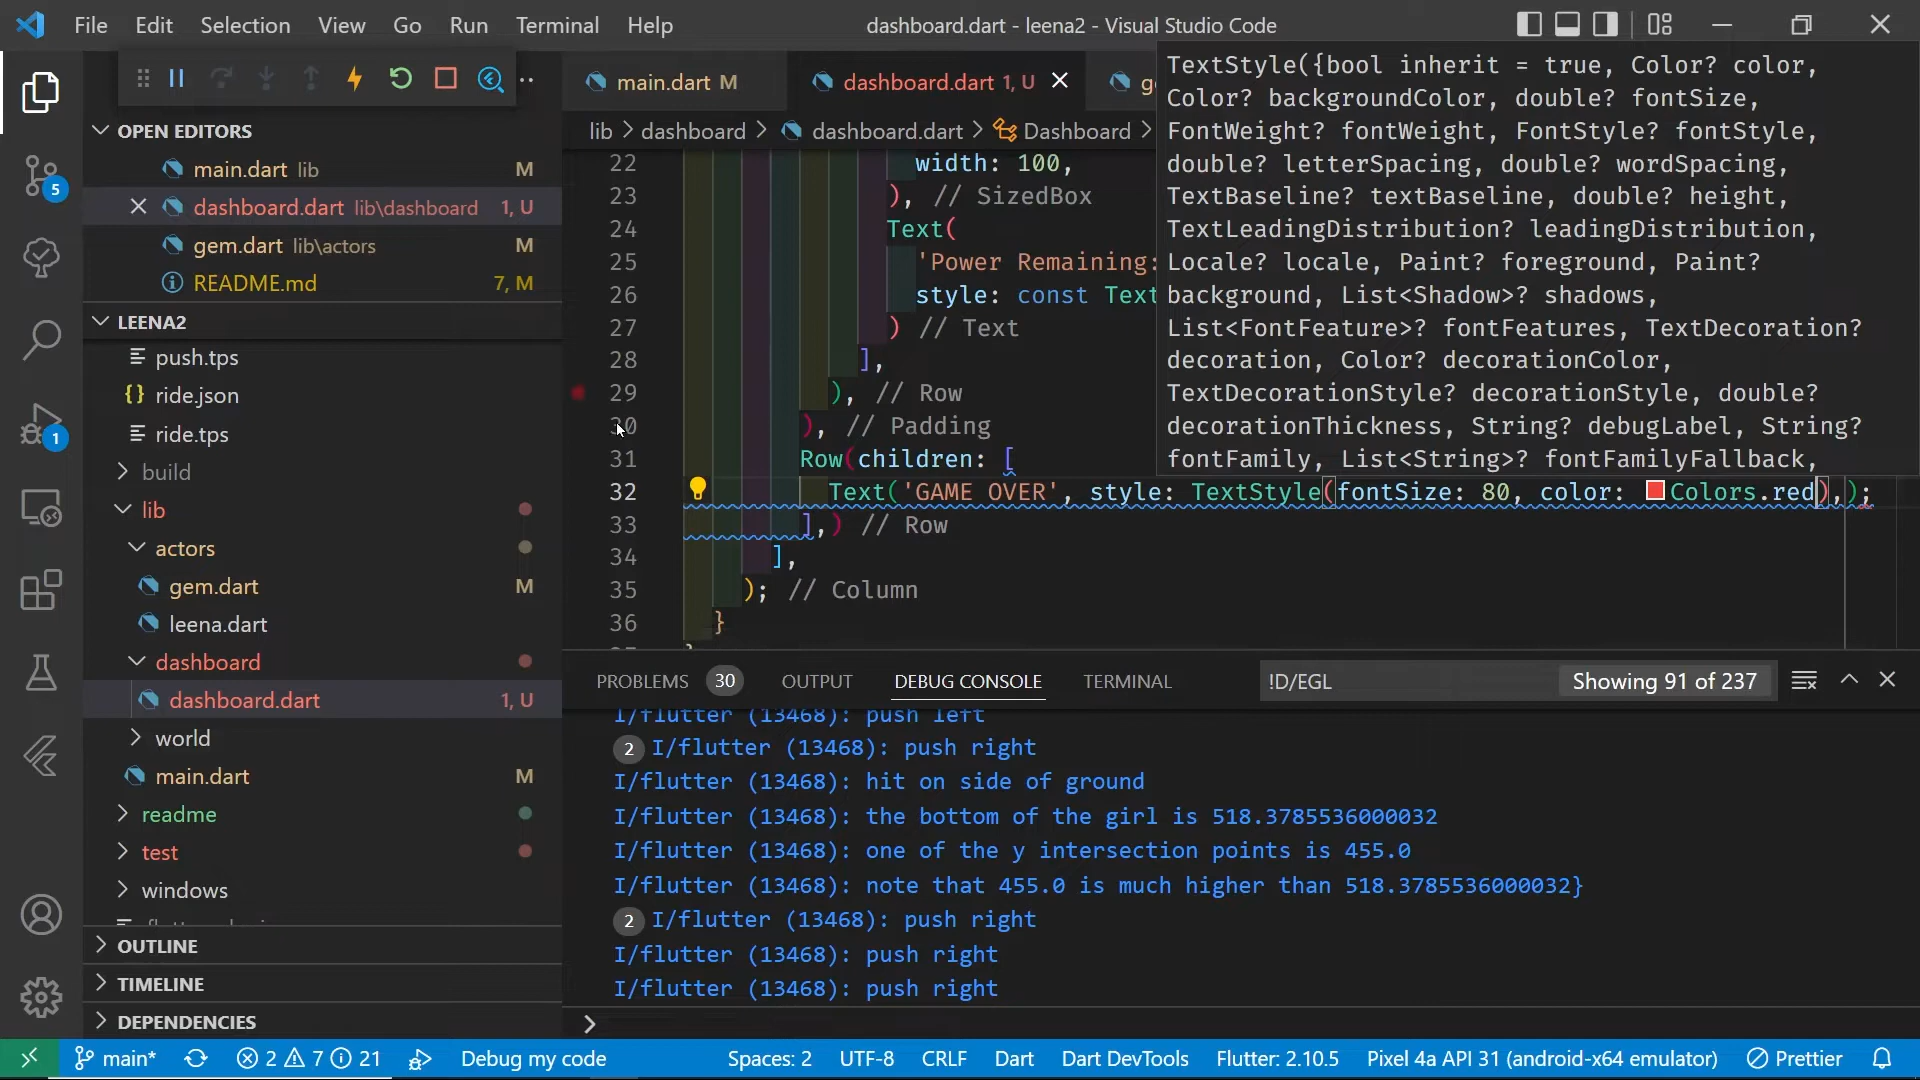 File Edit Selection View Go Run Terminal Help
dashboard.dart - leena2 - Visual Studio Code
OPEN EDITORS
main.dart lib M
dashboard.dart lib\dashboard 1, U
gem.dart lib\actors M
README.md 7, M
LEENA2
push.tps
ride.json
ride.tps
build
lib
actors
gem.dart M
leena.dart
dashboard
dashboard.dart 1, U
world
main.dart M
readme
test
windows
OUTLINE
TIMELINE
DEPENDENCIES
5
1
main.dart M
dashboard.dart 1, U
lib > dashboard > dashboard.dart > Dashboard >
22 width: 100,
23 ), // SizedBox
24 Text(
25 'Power Remaining:
26 style: const Text
27 ) // Text
28 ],
29 ), // Row
30 ), // Padding
31 Row(children: [
32 Text('GAME OVER', style: TextStyle(fontSize: 80, color: Colors.red),);
33 ],) // Row
34 ],
35 ); // Column
36 }
TextStyle({bool inherit = true, Color? color,
Color? backgroundColor, double? fontSize,
FontWeight? fontWeight, FontStyle? fontStyle,
double? letterSpacing, double? wordSpacing,
TextBaseline? textBaseline, double? height,
TextLeadingDistribution? leadingDistribution,
Locale? locale, Paint? foreground, Paint?
background, List<Shadow>? shadows,
List<FontFeature>? fontFeatures, TextDecoration?
decoration, Color? decorationColor,
TextDecorationStyle? decorationStyle, double?
decorationThickness, String? debugLabel, String?
fontFamily, List<String>? fontFamilyFallback,
PROBLEMS 30 OUTPUT DEBUG CONSOLE TERMINAL
!D/EGL Showing 91 of 237
I/flutter (13468): push left
2 I/flutter (13468): push right
I/flutter (13468): hit on side of ground
I/flutter (13468): the bottom of the girl is 518.3785536000032
I/flutter (13468): one of the y intersection points is 455.0
I/flutter (13468): note that 455.0 is much higher than 518.3785536000032}
2 I/flutter (13468): push right
I/flutter (13468): push right
I/flutter (13468): push right
main* 2 7 21 Debug my code Spaces: 2 UTF-8 CRLF Dart Dart DevTools Flutter: 2.10.5 Pixel 4a API 31 (android-x64 emulator) Prettier